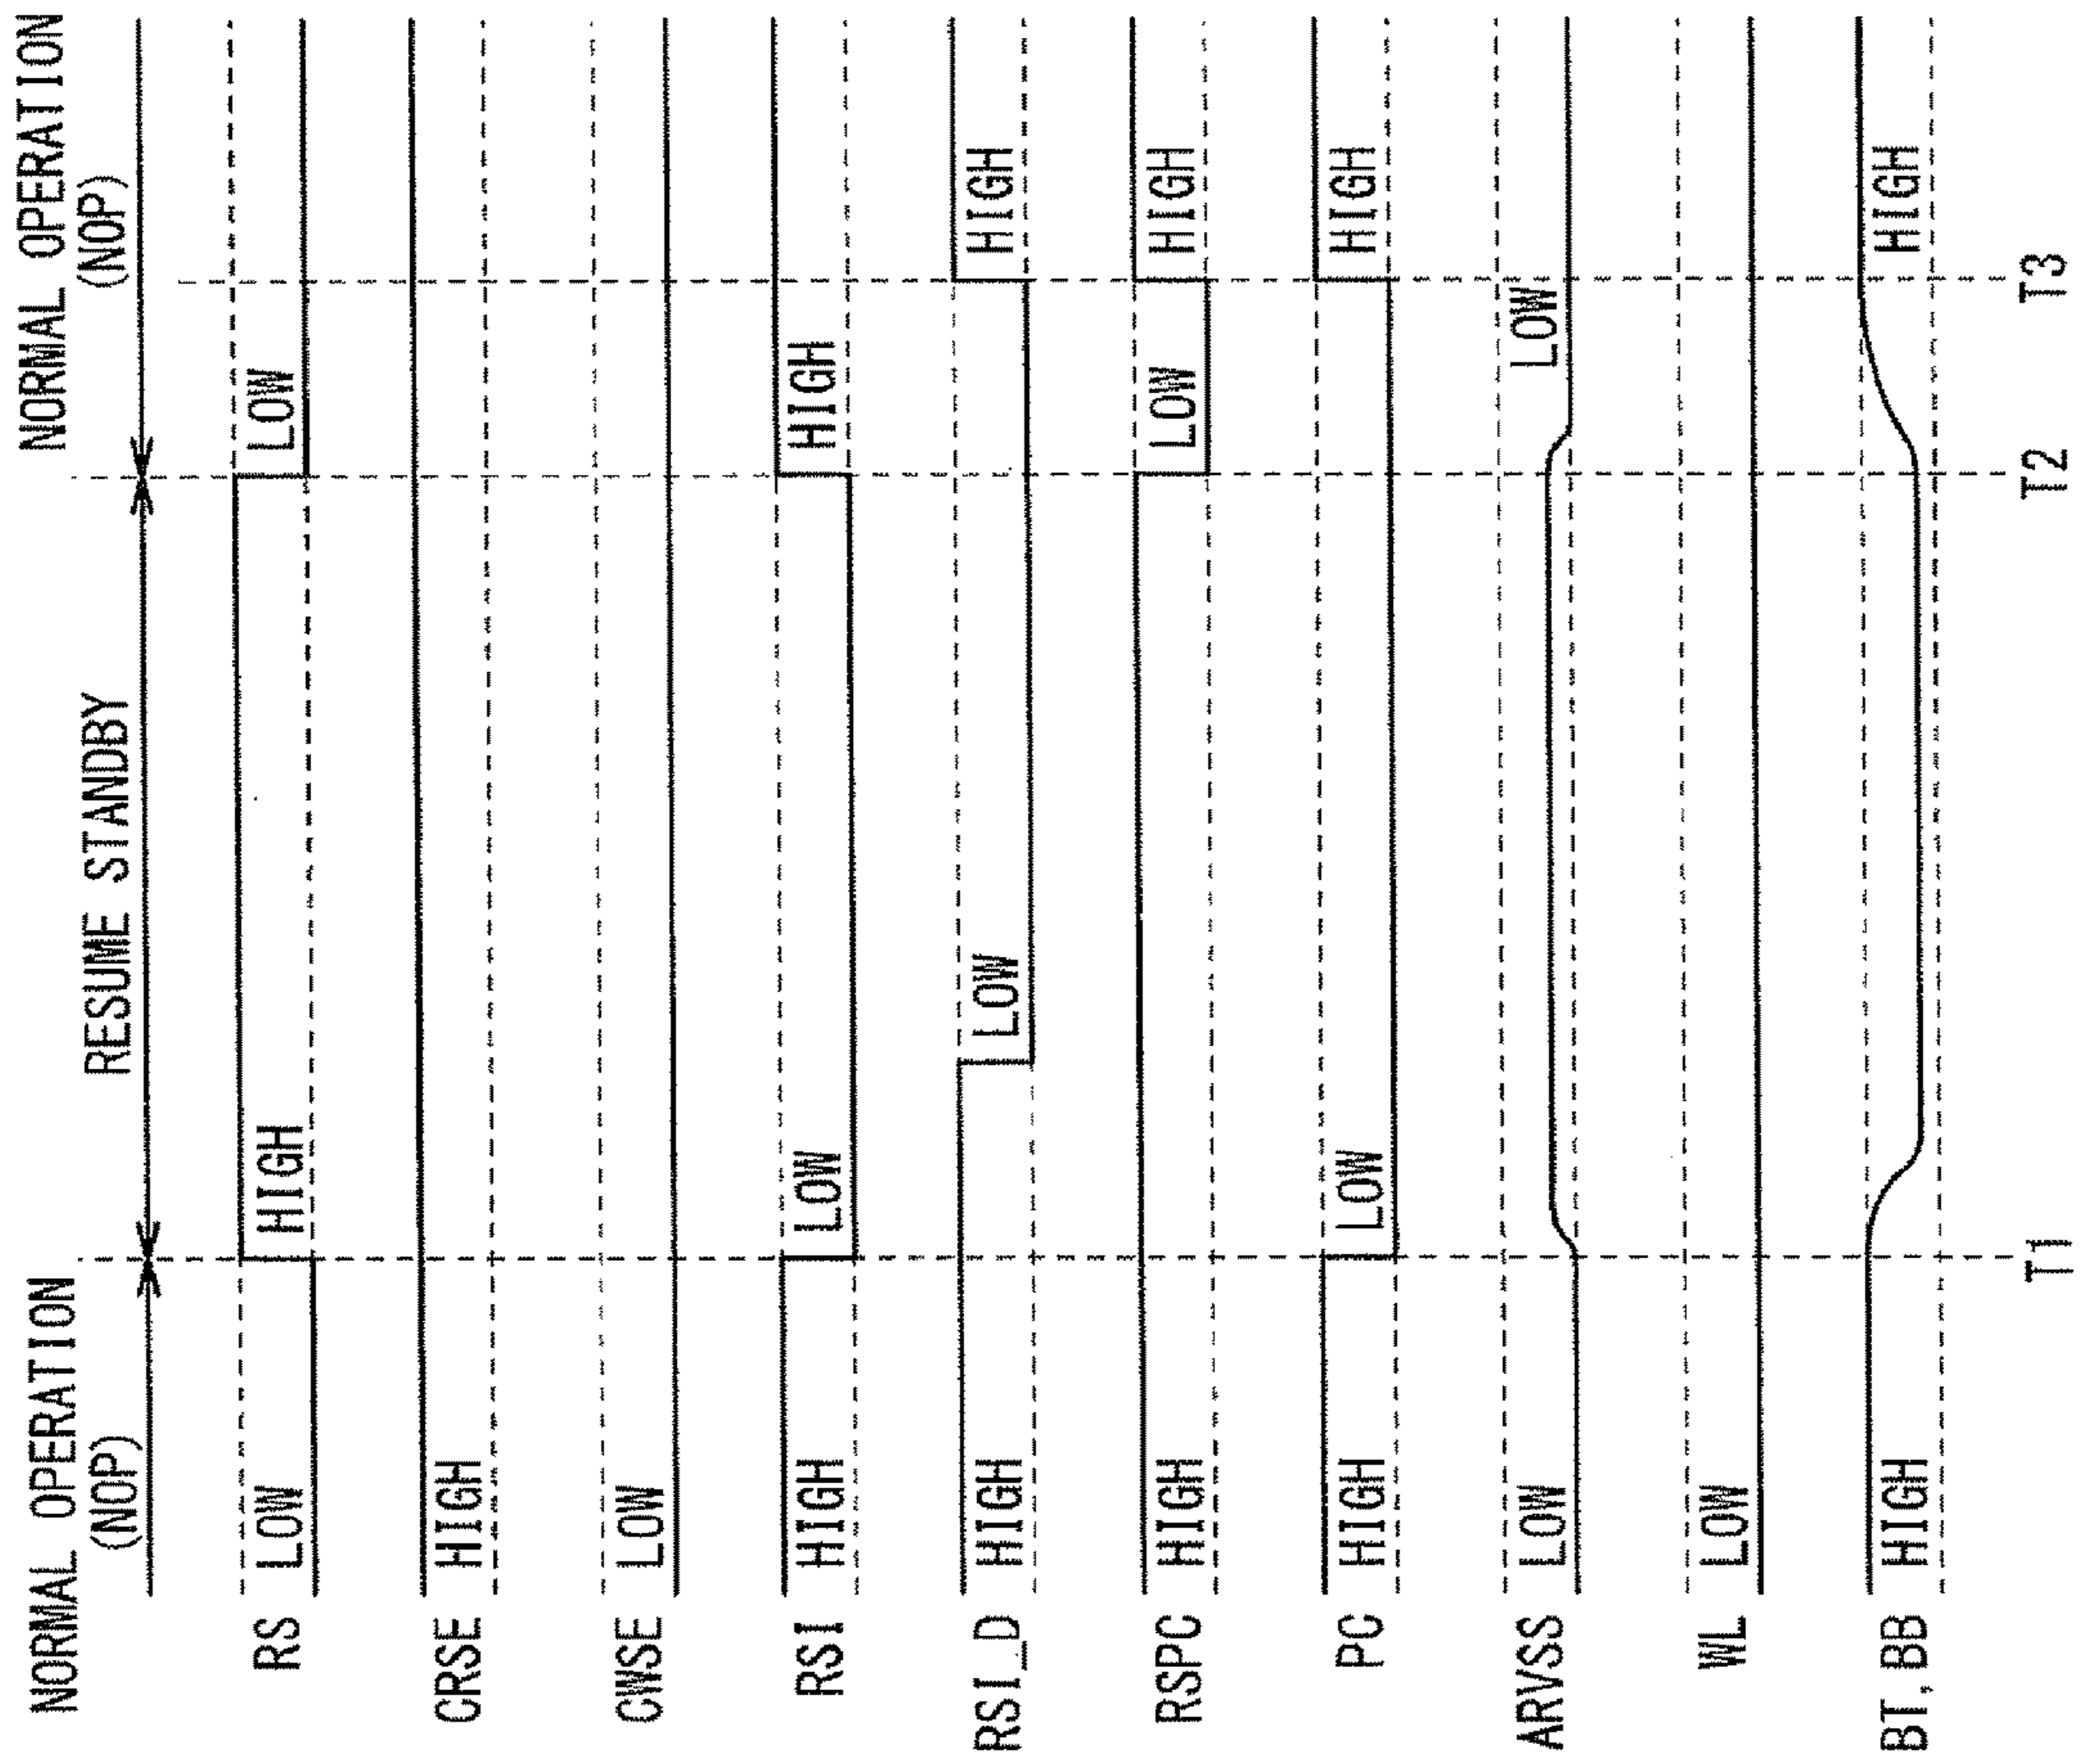 NORMAL OPERATION
(NOP)
RESUME STANDBY
NORMAL OPERATION
(NOP)
RS LOW HIGH LOW
CRSE HIGH
CWSE LOW
RSI HIGH LOW HIGH
RSI_D HIGH LOW HIGH
RSPC HIGH LOW HIGH
PC HIGH LOW HIGH
ARVSS LOW LOW
WL LOW
BT,BB HIGH HIGH
T1 T2 T3